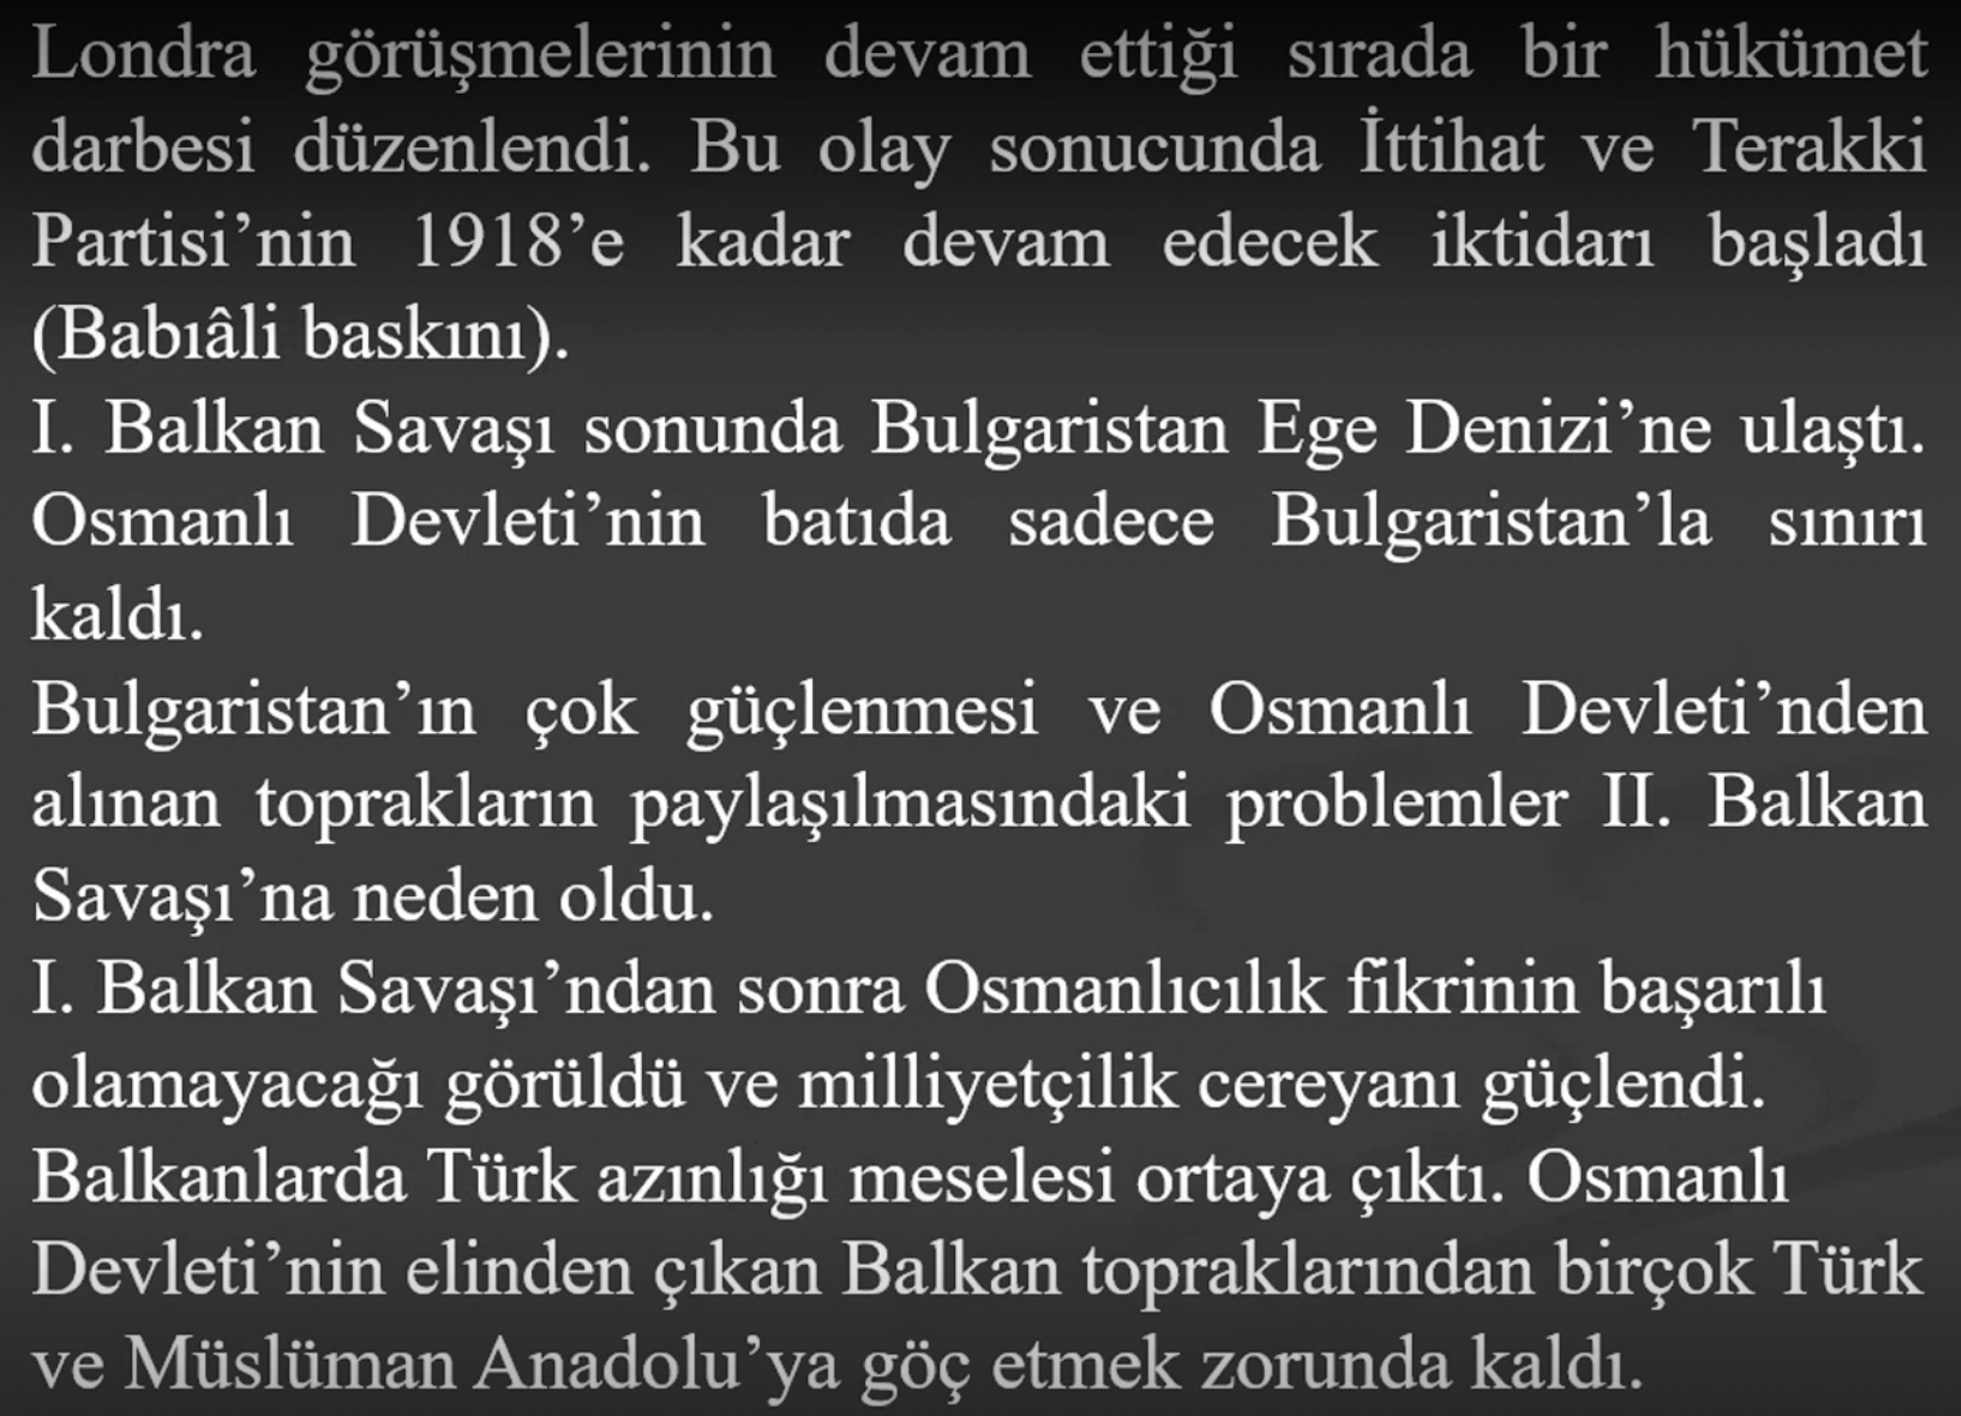 Londra görüşmelerinin devam ettiği sırada bir hükümet
darbesi düzenlendi. Bu olay sonucunda İttihat ve Terakki
Partisi’nin 1918’e kadar devam edecek iktidarı başladı
(Babıâli baskını).
I. Balkan Savaşı sonunda Bulgaristan Ege Denizi’ne ulaştı.
Osmanlı Devleti’nin batıda sadece Bulgaristan’la sınırı
kaldı.
Bulgaristan’ın çok güçlenmesi ve Osmanlı Devleti’nden
alınan toprakların paylaşılmasındaki problemler II. Balkan
Savaşı’na neden oldu.
I. Balkan Savaşı’ndan sonra Osmanlıcılık fikrinin başarılı
olamayacağı görüldü ve milliyetçilik cereyanı güçlendi.
Balkanlarda Türk azınlığı meselesi ortaya çıktı. Osmanlı
Devleti’nin elinden çıkan Balkan topraklarından birçok Türk
ve Müslüman Anadolu’ya göç etmek zorunda kaldı.